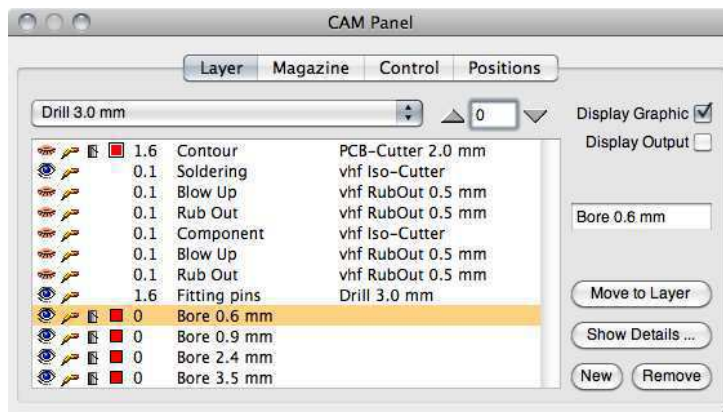 CAM Panel
Layer Magazine Control Positions
Drill 3.0 mm 0 Display Graphic
Display Output
1.6 Contour PCB-Cutter 2.0 mm
0.1 Soldering vhf Iso-Cutter
0.1 Blow Up vhf RubOut 0.5 mm
0.1 Rub Out vhf RubOut 0.5 mm
0.1 Component vhf Iso-Cutter
0.1 Blow Up vhf RubOut 0.5 mm
0.1 Rub Out vhf RubOut 0.5 mm
1.6 Fitting pins Drill 3.0 mm
0 Bore 0.6 mm
0 Bore 0.9 mm
0 Bore 2.4 mm
0 Bore 3.5 mm
Bore 0.6 mm
Move to Layer
Show Details ...
New Remove